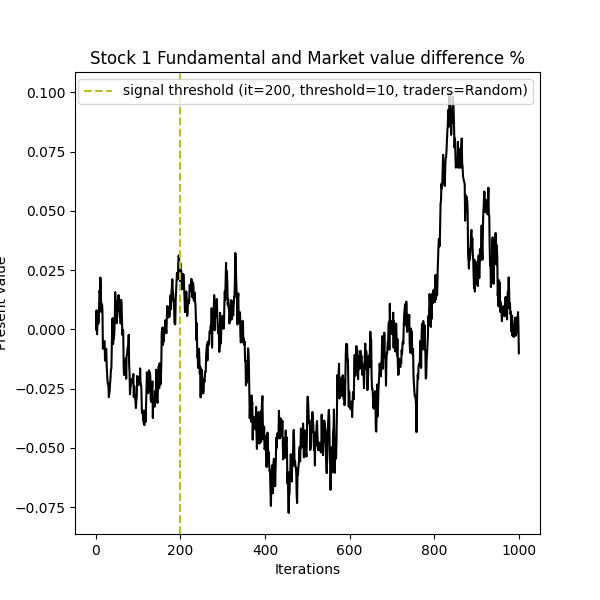 Stock 1 Fundamental and Market value difference %
signal threshold (it=200, threshold=10, traders=Random)
0.100
0.075
0.050
0.025
0.000
−0.025
−0.050
−0.075
Present value
0 200 400 600 800 1000
Iterations